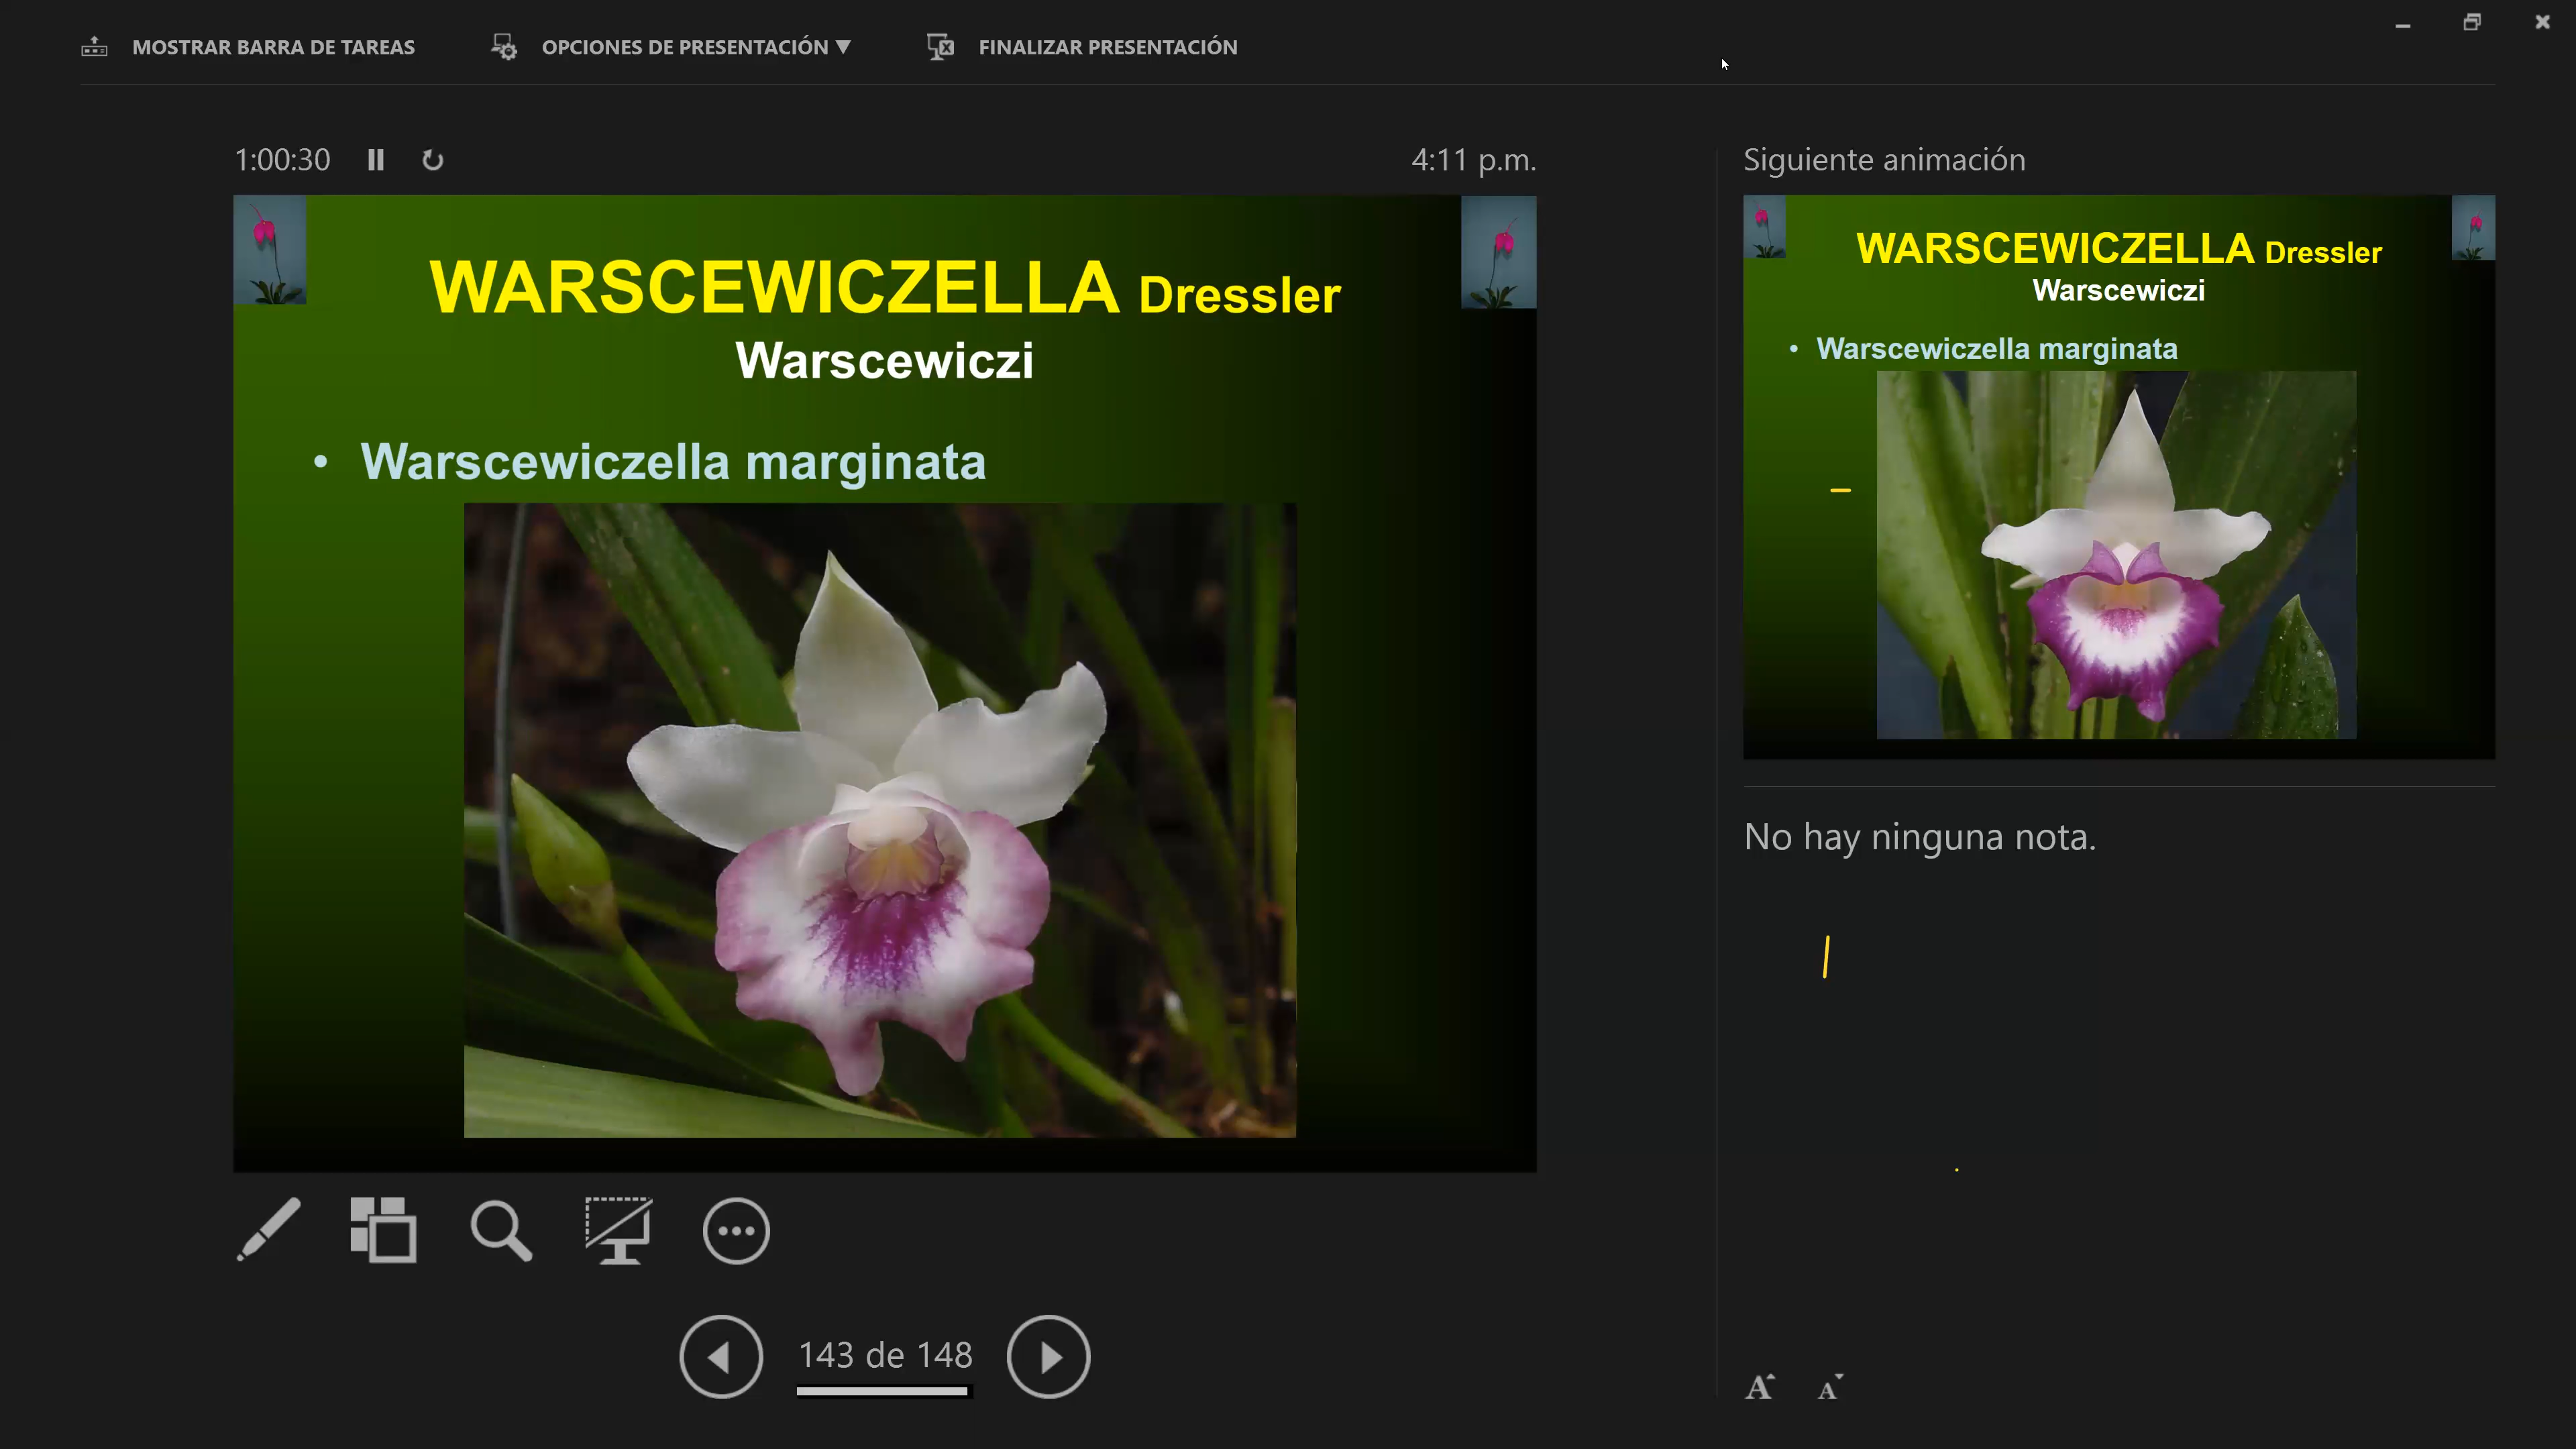 MOSTRAR BARRA DE TAREAS
OPCIONES DE PRESENTACIÓN ▼
FINALIZAR PRESENTACIÓN
1:00:30
4:11 p.m.
WARSCEWICZELLA Dressler
Warscewiczi
• Warscewiczella marginata
143 de 148
Siguiente animación
WARSCEWICZELLA Dressler
Warscewiczi
• Warscewiczella marginata
No hay ninguna nota.
A A